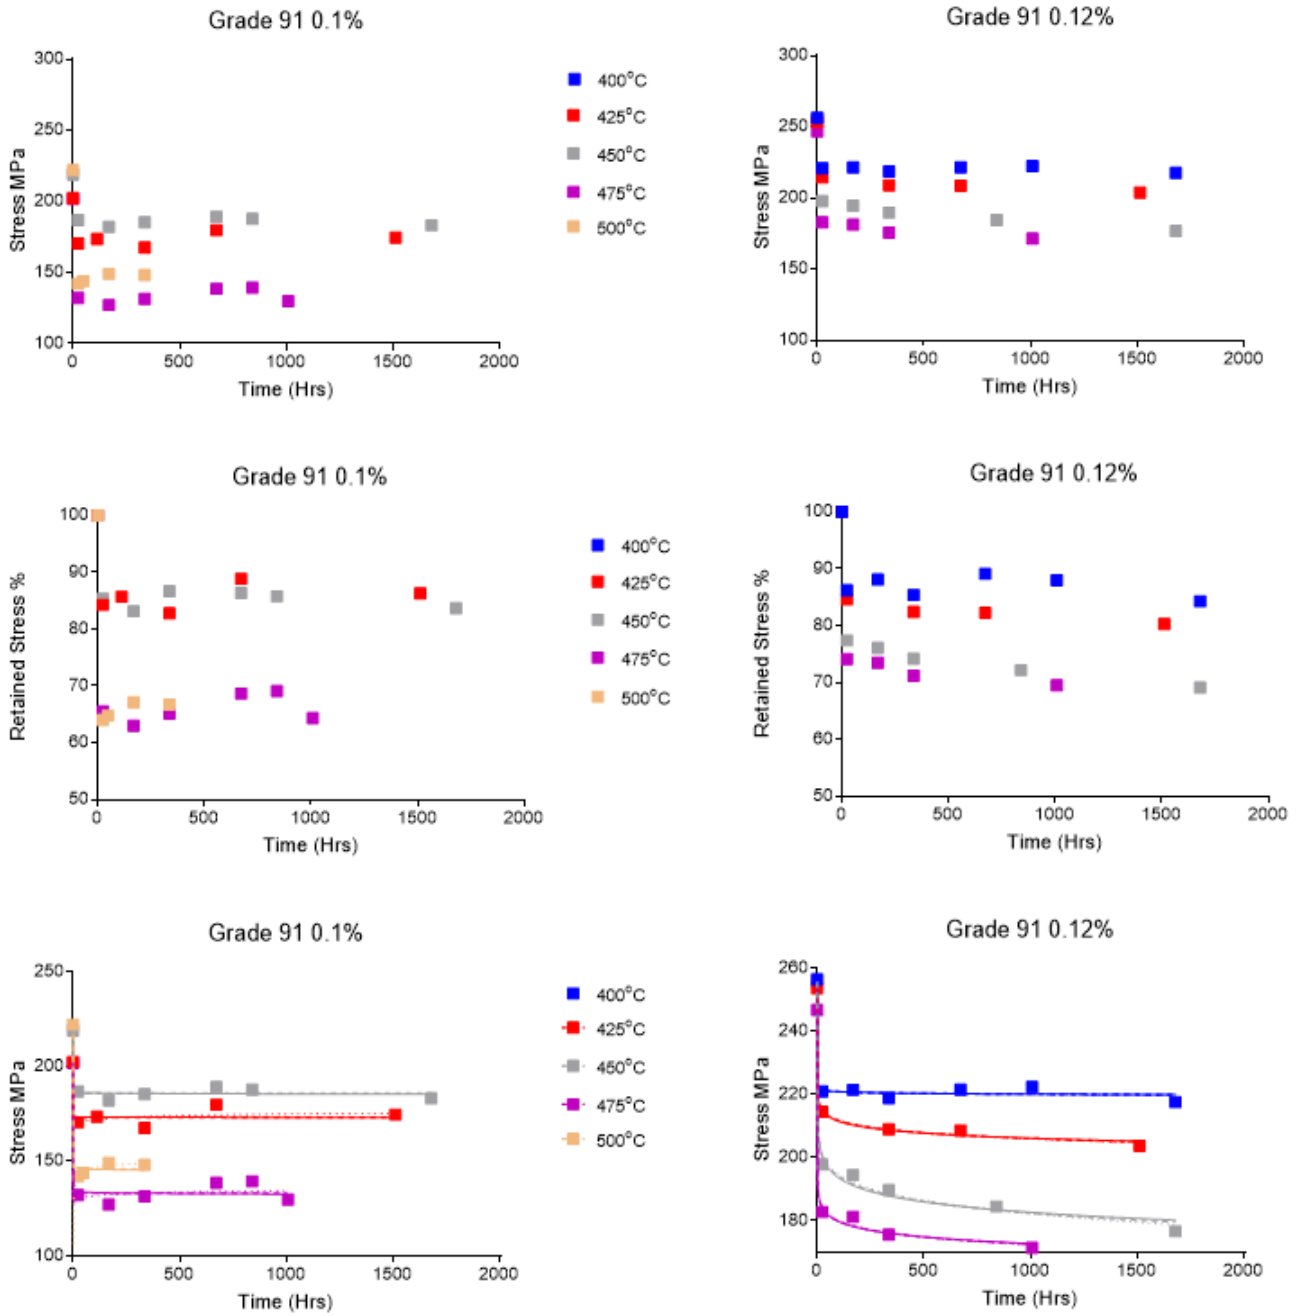 Grade 91 0.1%
Stress MPa
300
250
200
150
100
0 500 1000 1500 2000
Time (Hrs)
400°C
425°C
450°C
475°C
500°C
Grade 91 0.12%
Stress MPa
300
250
200
150
100
0 500 1000 1500 2000
Time (Hrs)
Grade 91 0.1%
Retained Stress %
100
90
80
70
60
50
0 500 1000 1500 2000
Time (Hrs)
400°C
425°C
450°C
475°C
500°C
Grade 91 0.12%
Retained Stress %
100
90
80
70
60
50
0 500 1000 1500 2000
Time (Hrs)
Grade 91 0.1%
Stress MPa
250
200
150
100
0 500 1000 1500 2000
Time (Hrs)
400°C
425°C
450°C
475°C
500°C
Grade 91 0.12%
Stress MPa
260
240
220
200
180
0 500 1000 1500 2000
Time (Hrs)